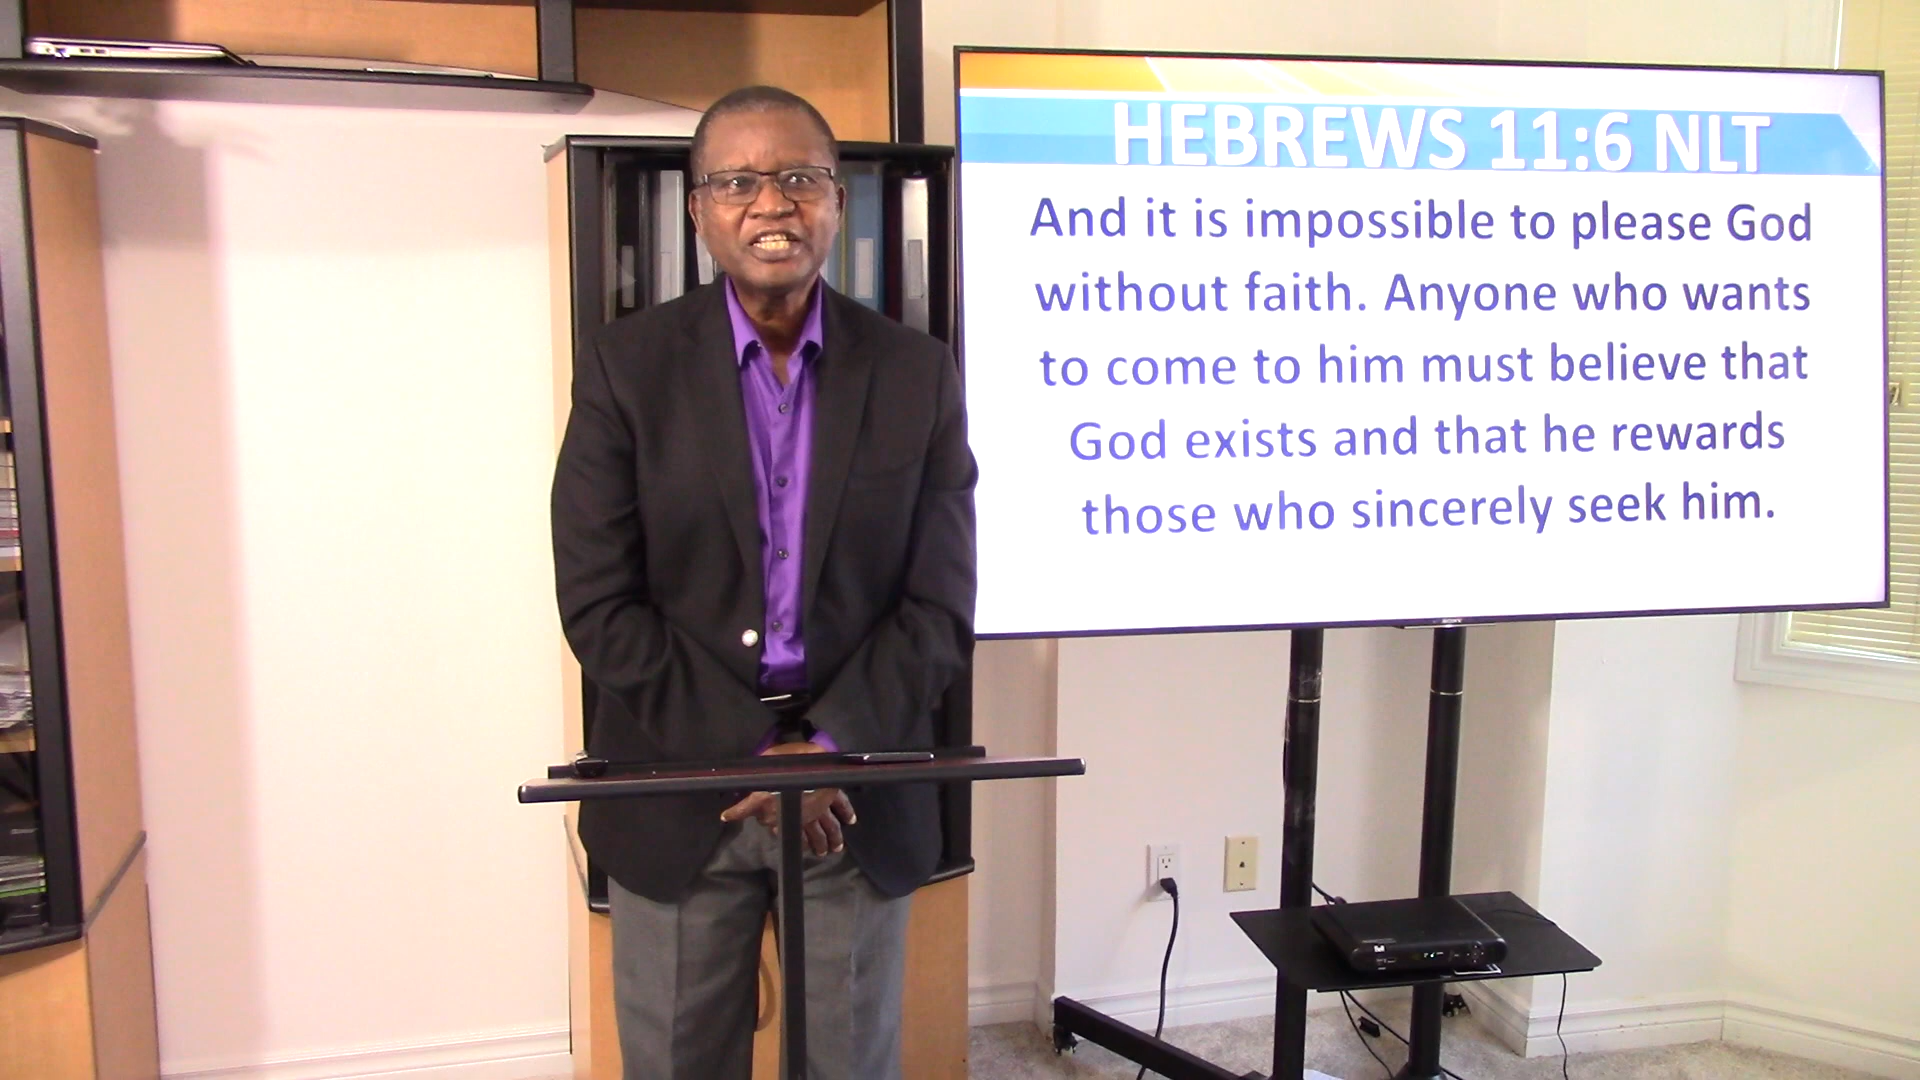 HEBREWS 11:6 NLT
And it is impossible to please God
without faith. Anyone who wants
to come to him must believe that
God exists and that he rewards
those who sincerely seek him.
SONY